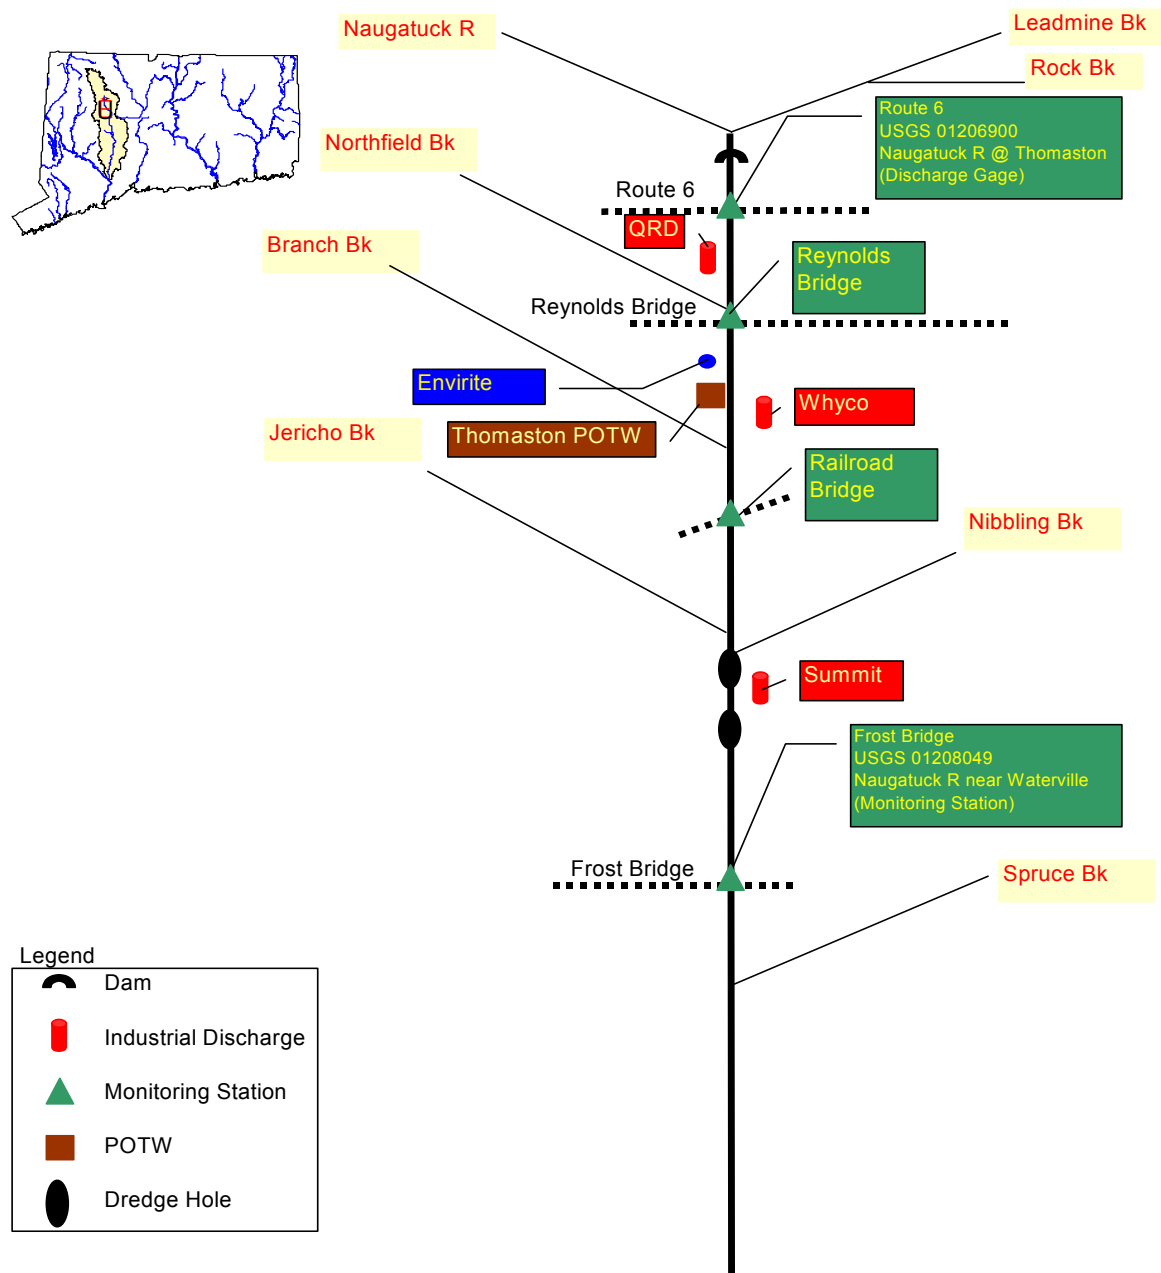 Naugatuck R
Leadmine Bk
Rock Bk
Route 6
USGS 01206900
Naugatuck R @ Thomaston
(Discharge Gage)
Northfield Bk
Route 6
QRD
Branch Bk
Reynolds
Bridge
Reynolds Bridge
Envirite
Whyco
Jericho Bk
Thomaston POTW
Railroad
Bridge
Nibbling Bk
Summit
Frost Bridge
USGS 01208049
Naugatuck R near Waterville
(Monitoring Station)
Frost Bridge
Spruce Bk
Legend
Dam
Industrial Discharge
Monitoring Station
POTW
Dredge Hole